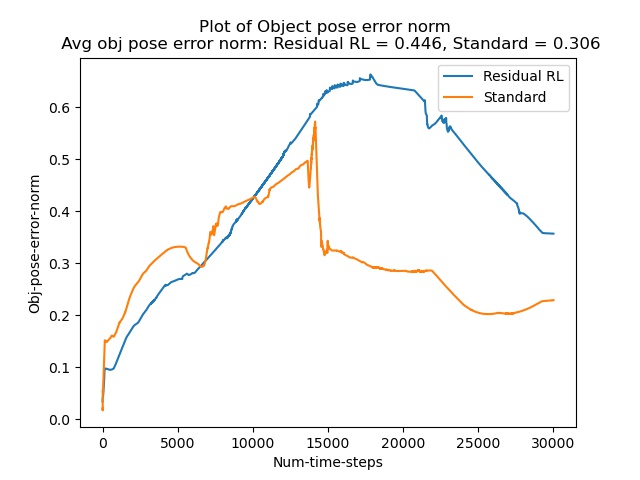 Plot of Object pose error norm
Avg obj pose error norm: Residual RL = 0.446, Standard = 0.306
Residual RL
Standard
Obj-pose-error-norm
0.6
0.5
0.4
0.3
0.2
0.1
0.0
0 5000 10000 15000 20000 25000 30000
Num-time-steps